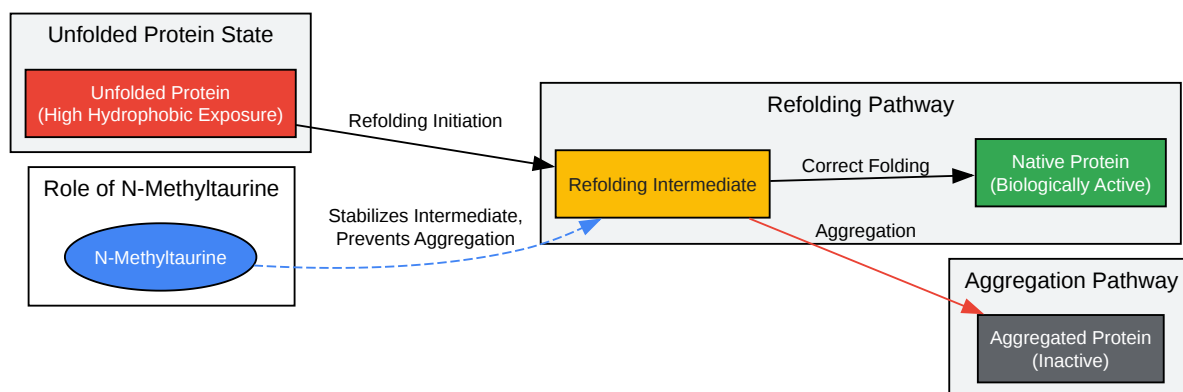 Unfolded Protein State
Unfolded Protein
(High Hydrophobic Exposure)
Refolding Initiation
Role of N-Methyltaurine
N-Methyltaurine
Stabilizes Intermediate,
Prevents Aggregation
Refolding Pathway
Refolding Intermediate
Correct Folding
Native Protein
(Biologically Active)
Aggregation
Aggregation Pathway
Aggregated Protein
(Inactive)